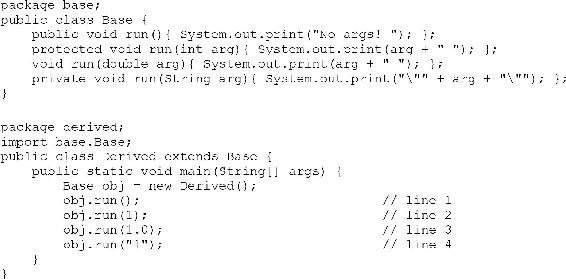 package base;
public class Base {
    public void run(){ System.out.print("No args! "); };
    protected void run(int arg){ System.out.print(arg + " "); };
    void run(double arg){ System.out.print(arg + " "); };
    private void run(String arg){ System.out.print("\"" + arg + "\""); };
}

package derived;
import base.Base;
public class Derived extends Base {
    public static void main(String[] args) {
        Base obj = new Derived();
        obj.run();                          // line 1
        obj.run(1);                         // line 2
        obj.run(1.0);                       // line 3
        obj.run("1");                       // line 4
    }
}